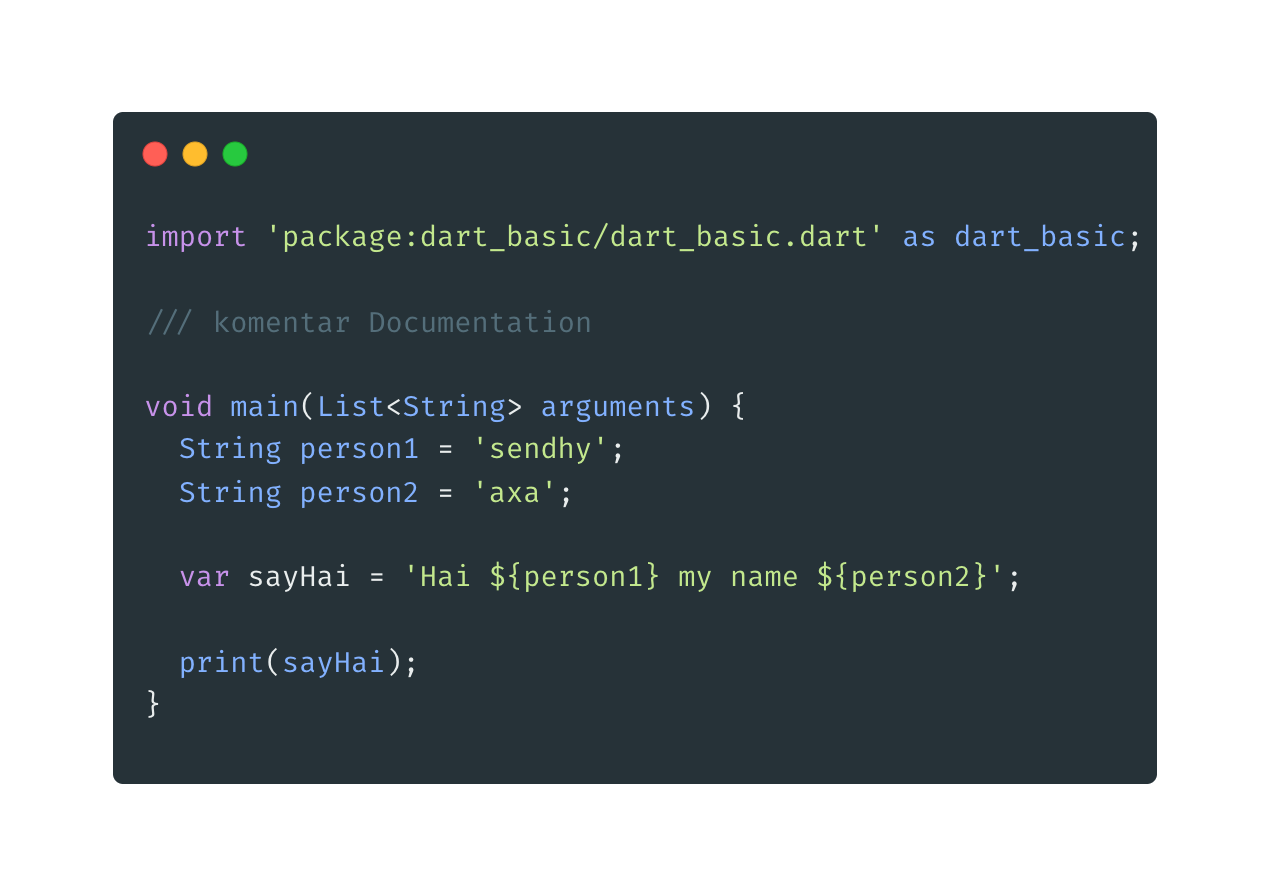 import 'package:dart_basic/dart_basic.dart' as dart_basic;
/// komentar Documentation
void main(List<String> arguments) {
  String person1 = 'sendhy';
  String person2 = 'axa';
  var sayHai = 'Hai ${person1} my name ${person2}';
  print(sayHai);
}